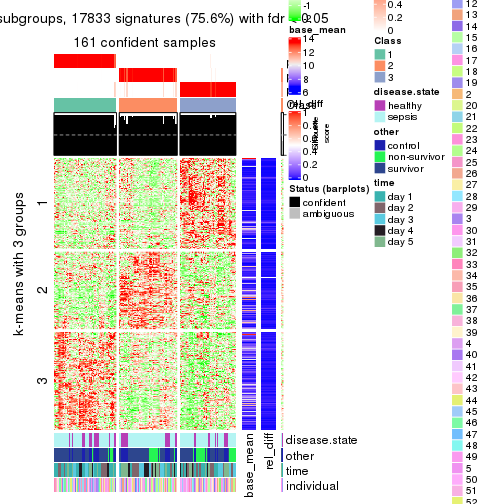 subgroups, 17833 signatures (75.6%) with fdr < 0.05
161 confident samples
k-means with 3 groups
1
2
3
base_mean
rel_diff
disease.state
other
time
individual
-1
base_mean
14
12
10
8
6
rel_diff
1
0.8
0.6
0.4
0.2
0
Silhouette
score
Status (barplots)
confident
ambiguous
0.4
0.2
0
Class
1
2
3
disease.state
healthy
sepsis
other
control
non-survivor
survivor
time
day 1
day 2
day 3
day 4
day 5
12
13
14
15
16
17
18
19
2
20
21
22
23
24
25
26
27
28
29
3
30
31
32
33
34
35
36
37
38
39
4
40
41
42
43
44
45
46
47
48
49
5
50
51
52